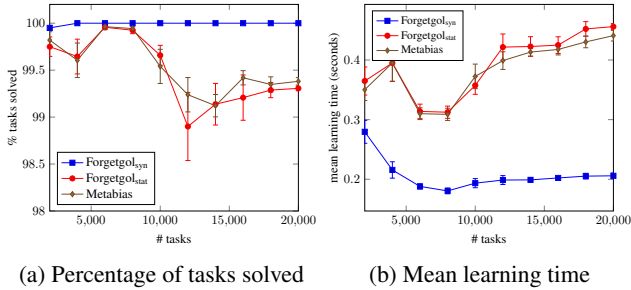 100
99.5
99
98.5
98
% tasks solved
5,000 10,000 15,000 20,000
# tasks
Forgetgol_syn
Forgetgol_stat
Metabias
(a) Percentage of tasks solved
Forgetgol_syn
Forgetgol_stat
Metabias
0.4
0.3
0.2
mean learning time (seconds)
5,000 10,000 15,000 20,000
# tasks
(b) Mean learning time